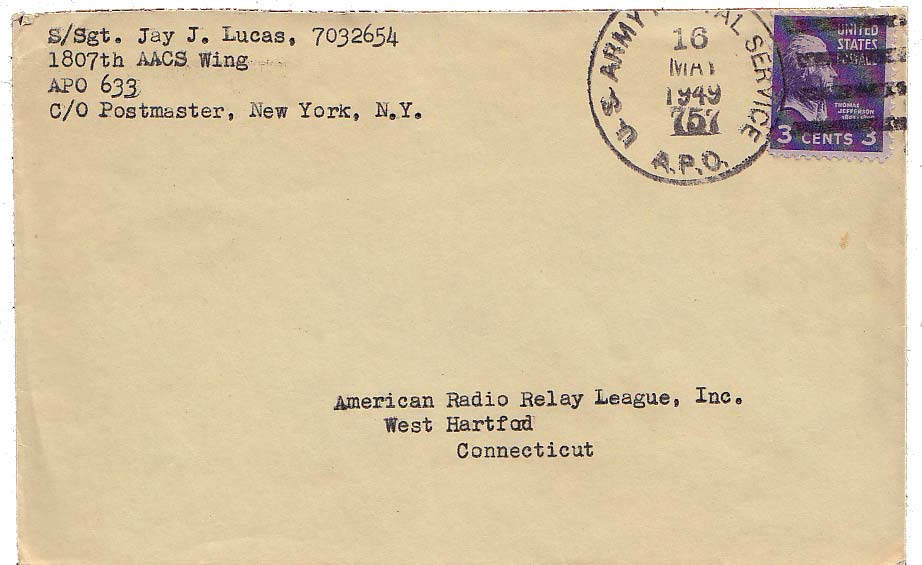 S/Sgt. Jay J. Lucas, 7032654
1807th AACS Wing
APO 633
C/O Postmaster, New York, N.Y.
U.S. ARMY POSTAL SERVICE
16
MAY
1949
757
A.P.O.
UNITED
STATES
THOMAS
JEFFERSON
3 CENTS 3
American Radio Relay League, Inc.
West Hartfod
Connecticut